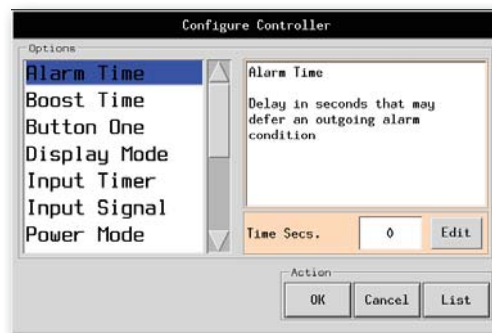 Configure Controller
Options
Alarm Time
Boost Time
Button One
Display Mode
Input Timer
Input Signal
Power Mode
Alarm Time
Delay in seconds that may
defer an outgoing alarm
condition
Time Secs.
0
Edit
Action
OK
Cancel
List